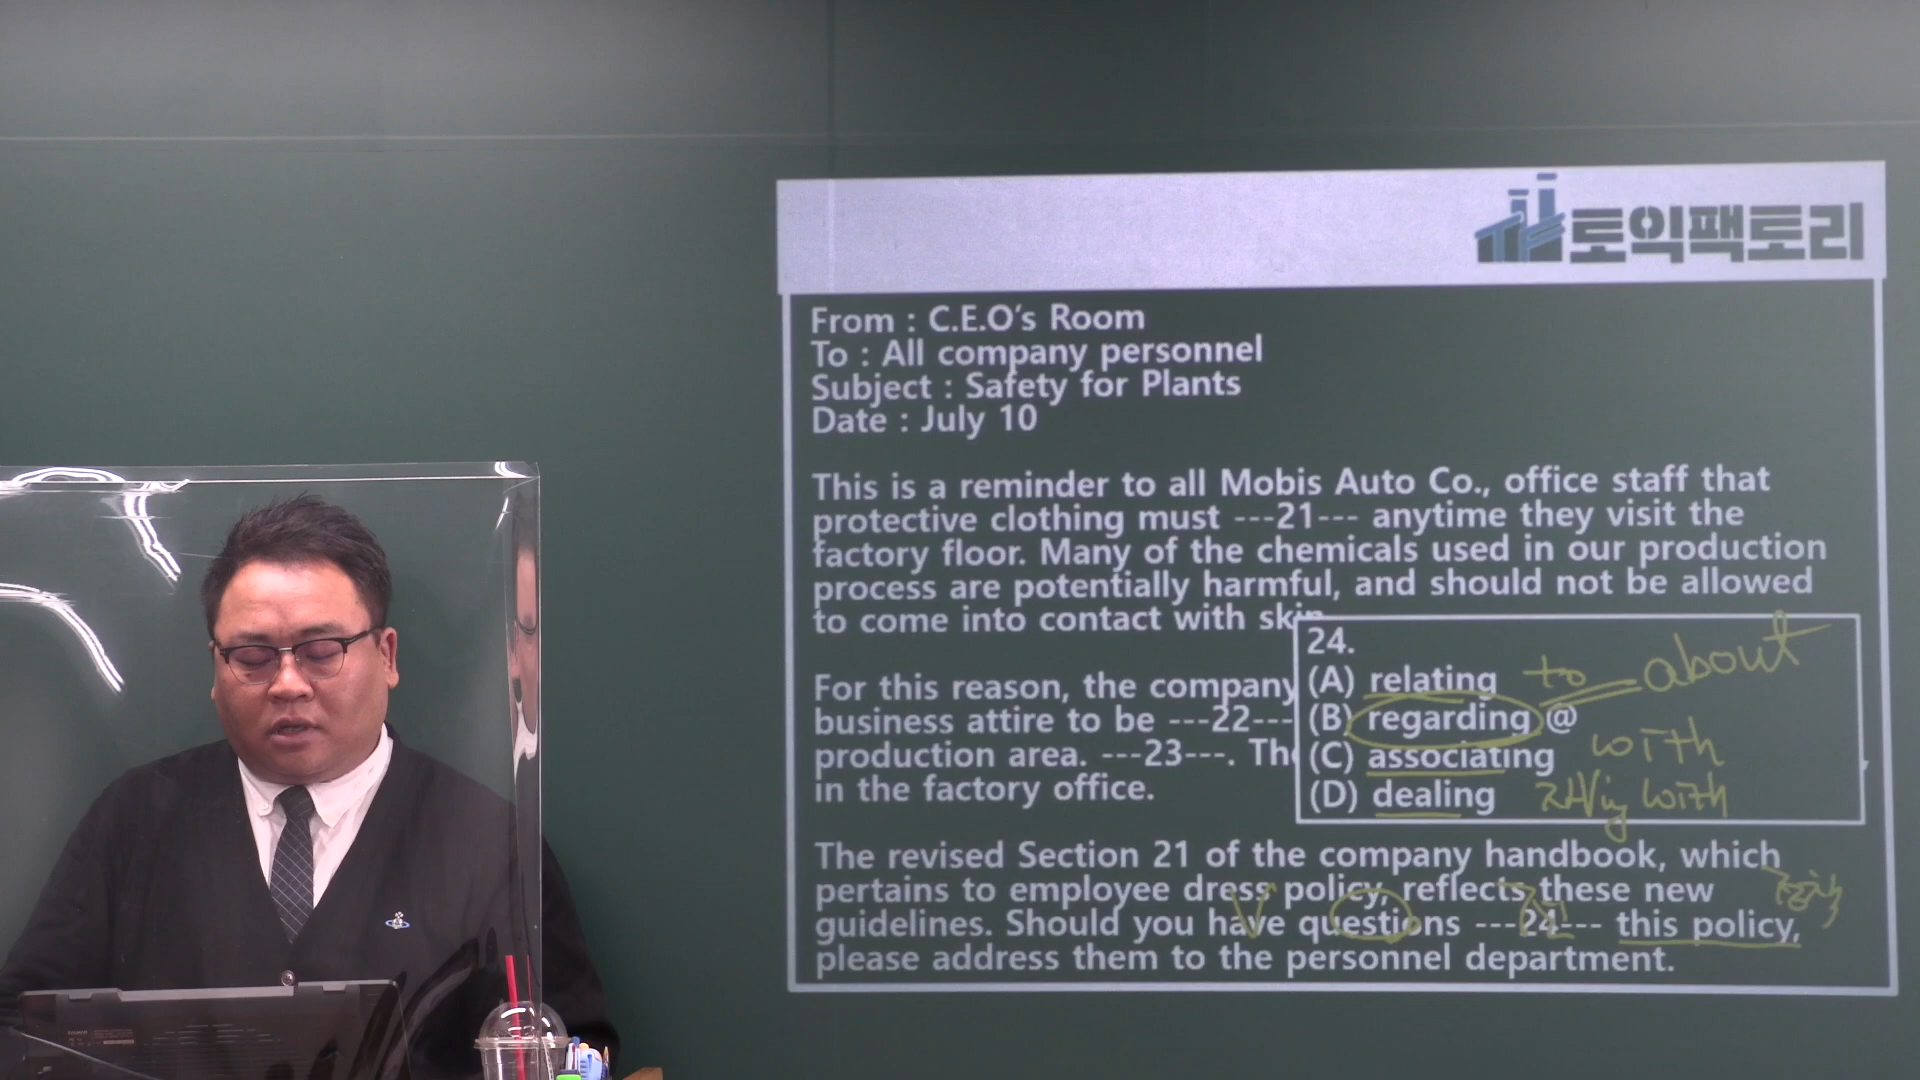 토익팩토리
From : C.E.O's Room
To : All company personnel
Subject : Safety for Plants
Date : July 10
This is a reminder to all Mobis Auto Co., office staff that
protective clothing must ---21--- anytime they visit the
factory floor. Many of the chemicals used in our production
process are potentially harmful, and should not be allowed
to come into contact with skin
For this reason, the company
business attire to be ---22---
production area. ---23---. The
in the factory office.
24.
(A) relating to about
(B) regarding @
(C) associating with
(D) dealing with
The revised Section 21 of the company handbook, which
pertains to employee dress policy, reflects these new
guidelines. Should you have questions ---24--- this policy,
please address them to the personnel department.